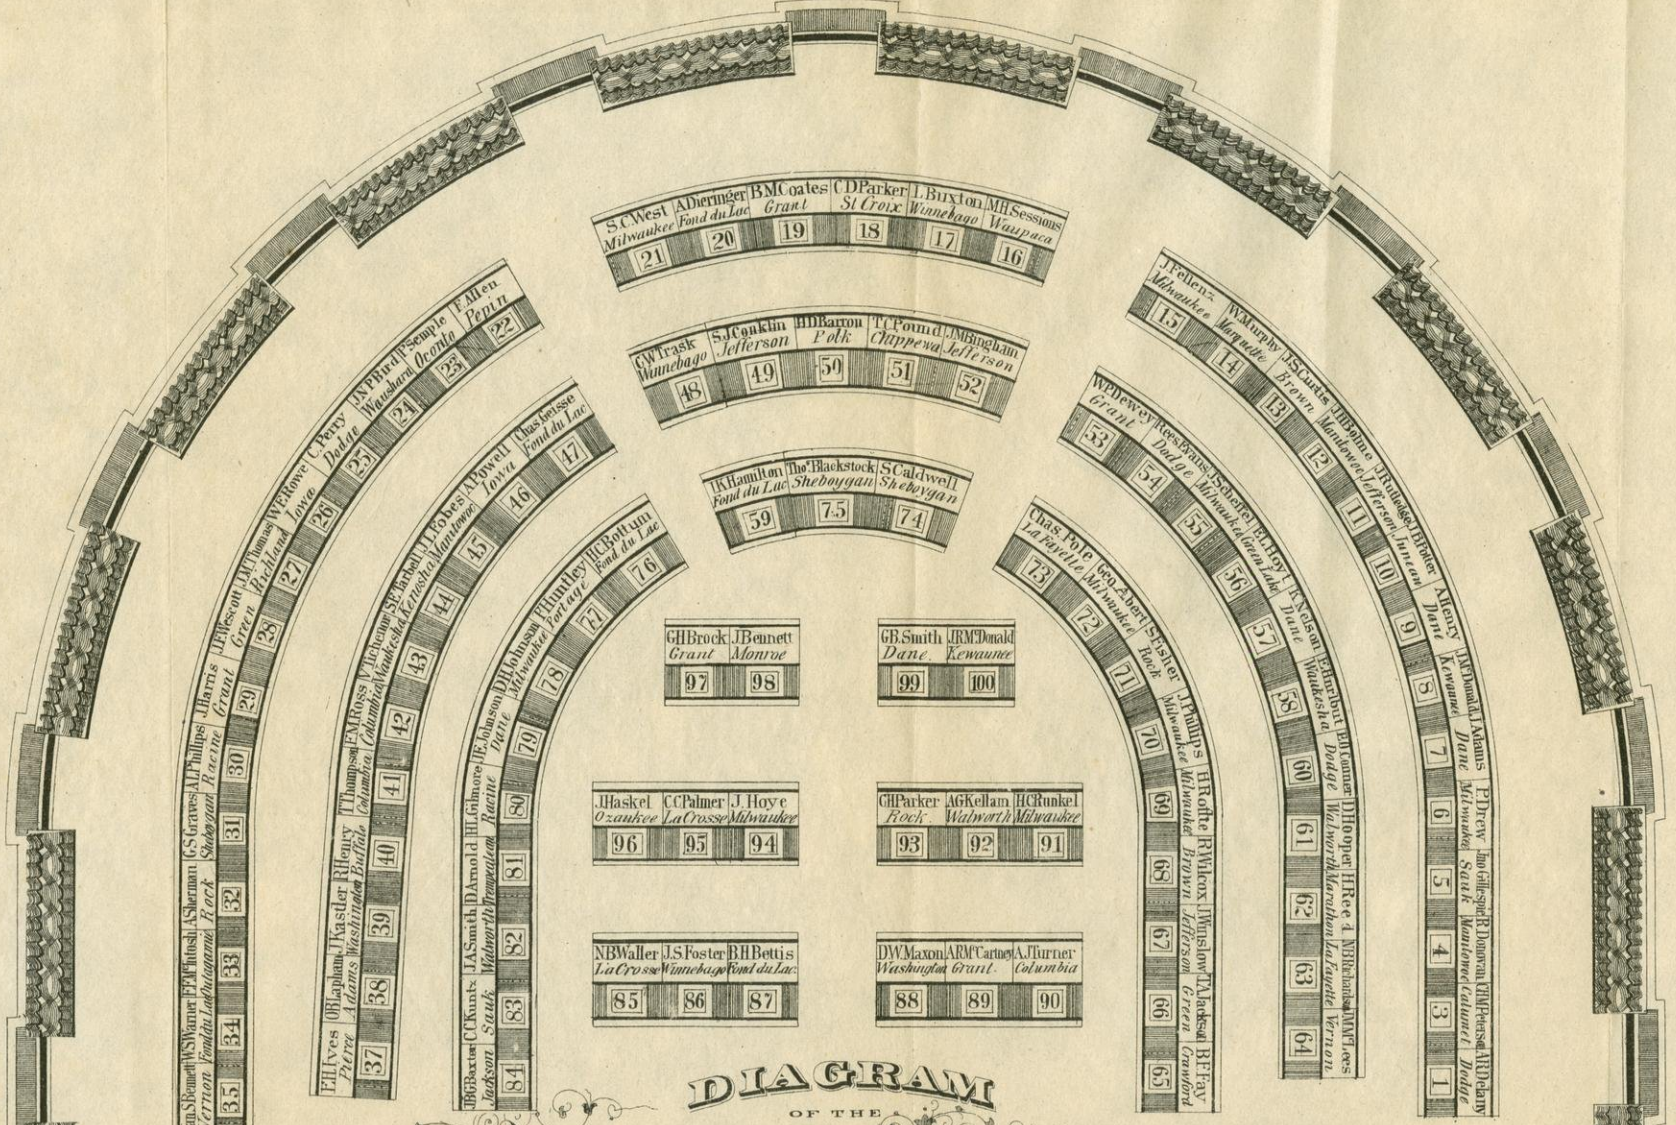 S.C.West Milwaukee 21
A Dieringer Fond du Lac 20
B.M.Coates Grant 19
C D Parker St Croix 18
L Buxton Winnebago 17
M.H.Sessions Waupaca 16
C W Trask Winnebago 48
S.J.Conklin Jefferson 49
H D Barron Polk 50
T C Pound Chippewa 51
J.M.Bingham Jefferson 52
I K Hamilton Fond du Lac 59
Thos. Blackstock Sheboygan 75
S Caldwell Sheboygan 74
F. Allen Pepin 22
P. Semple Oconto 23
J.N.P. Bird Waushara 24
C. Perry Dodge 25
W.E. Rowe Iowa 26
J.M. Thomas Richland 27
J.F. Wescott Green 28
J. Harris Grant 29
A.L. Phillips Racine 30
G.S. Graves Sheboygan 31
A Sherman Rock 32
F.F. McIntosh Outagamie 33
W.S. Warner Fond du Lac 34
S Bennett Vernon 35
Chas. Geisse Fond du Lac 47
A Powell Iowa 46
J.L. Fobes Manitowoc 45
S.E. Tarbell Kenosha 44
V Tichenor Waukesha 43
F.M. Ross Columbia 42
T Thompson Columbia 41
R Henry Buffalo 40
J Kastler Washington 39
O B Lapham Adams 38
E H Ives Pierce 37
H C Bottum Fond du Lac 76
F. Huntley Portage 77
D H Johnson Milwaukee 78
J E Johnson Dane 79
H L Gilmore Racine 80
D Arnold Trempealeau 81
J A Smith Walworth 82
C C Kuntz Sauk 83
J B G Baxter Jackson 84
J. Fellenz Milwaukee 15
W. Murphy Marquette 14
J.S. Curtis Brown 13
Manitowoc 12
J Rutledge Jefferson 11
J B Potter Juneau 10
A Henry Dane 9
J. McDonald Kewaunee 8
J. Adams Dane 7
P. Drew Milwaukee 6
Jno Gillespie Sauk 5
R Donovan Manitowoc 4
C H M Peterson Calumet 3
A R Delany Dodge 1
W.P. Dewey Grant 53
Rees Evans Dodge 54
J Scheffel Milwaukee 55
E L Hoyt Green Lake 56
K. Nelson Dane 57
E. Hurlbut Waukesha 58
E B Conner Dodge 60
D Hooper Walworth 61
H Reed Marathon 62
N B Richardson La Fayette 63
M McLees Vernon 64
Chas. Pole La Fayette 73
Geo. Abert Milwaukee 72
S Fisher Rock 71
J. Phillips Milwaukee 70
H Rofte Milwaukee 69
R. Wilcox Brown 68
J Winslow Jefferson 67
T A Jackson Green 66
B F Fay Crawford 65
G H Brock Grant 97
J. Bennett Monroe 98
G B. Smith Dane. 99
J R McDonald Kewaunee 100
J. Haskel Ozaukee 96
C.C. Palmer La Crosse 95
J. Hoye Milwaukee 94
C H Parker Rock. 93
A G Kellam Walworth 92
H C Runkel Milwaukee 91
N B Waller La Crosse 85
J.S. Foster Winnebago 86
B.H Bettis Fond du Lac. 87
D.W. Maxon Washington 88
A R McCartney Grant. 89
A.J Turner Columbia 90
DIAGRAM
OF THE